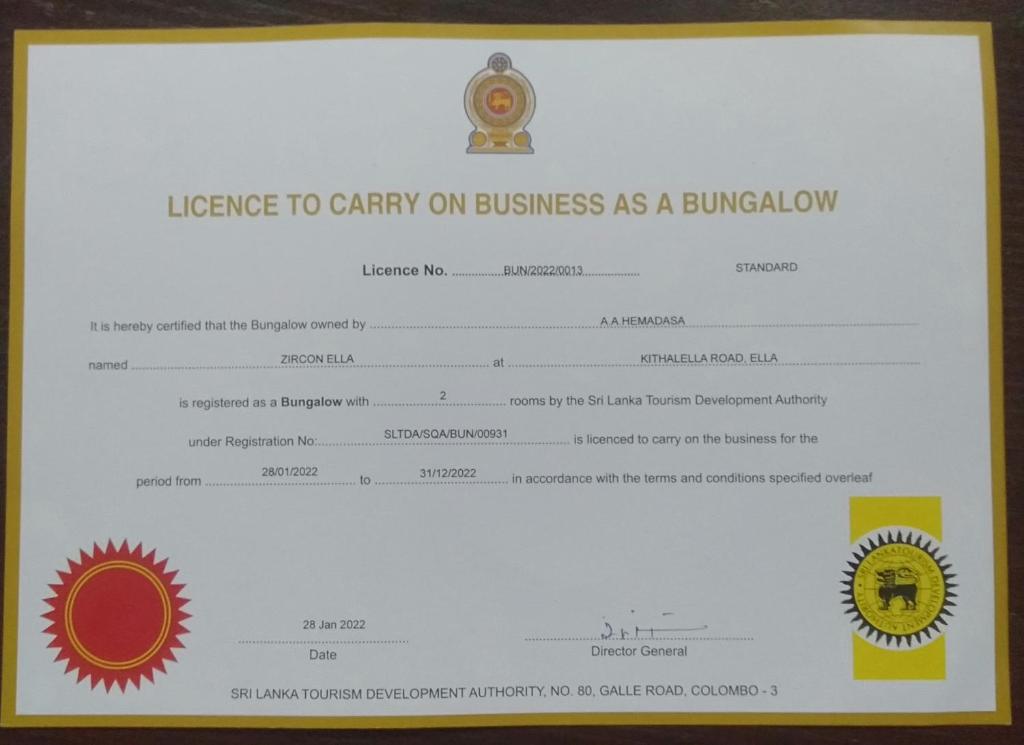 LICENCE TO CARRY ON BUSINESS AS A BUNGALOW
Licence No. ................BUN/2022/0013.................. STANDARD
It is hereby certified that the Bungalow owned by ................A.A.HEMADASA................
named ................ZIRCON ELLA................ at ................KITHALELLA ROAD, ELLA................
is registered as a Bungalow with ................2................ rooms by the Sri Lanka Tourism Development Authority
under Registration No:................SLTDA/SQA/BUN/00931................ is licenced to carry on the business for the
period from ................28/01/2022................ to ................31/12/2022................ in accordance with the terms and conditions specified overleaf
SRI LANKA TOURISM DEVELOPMENT AUTHORITY
28 Jan 2022
Date
Director General
SRI LANKA TOURISM DEVELOPMENT AUTHORITY, NO. 80, GALLE ROAD, COLOMBO - 3